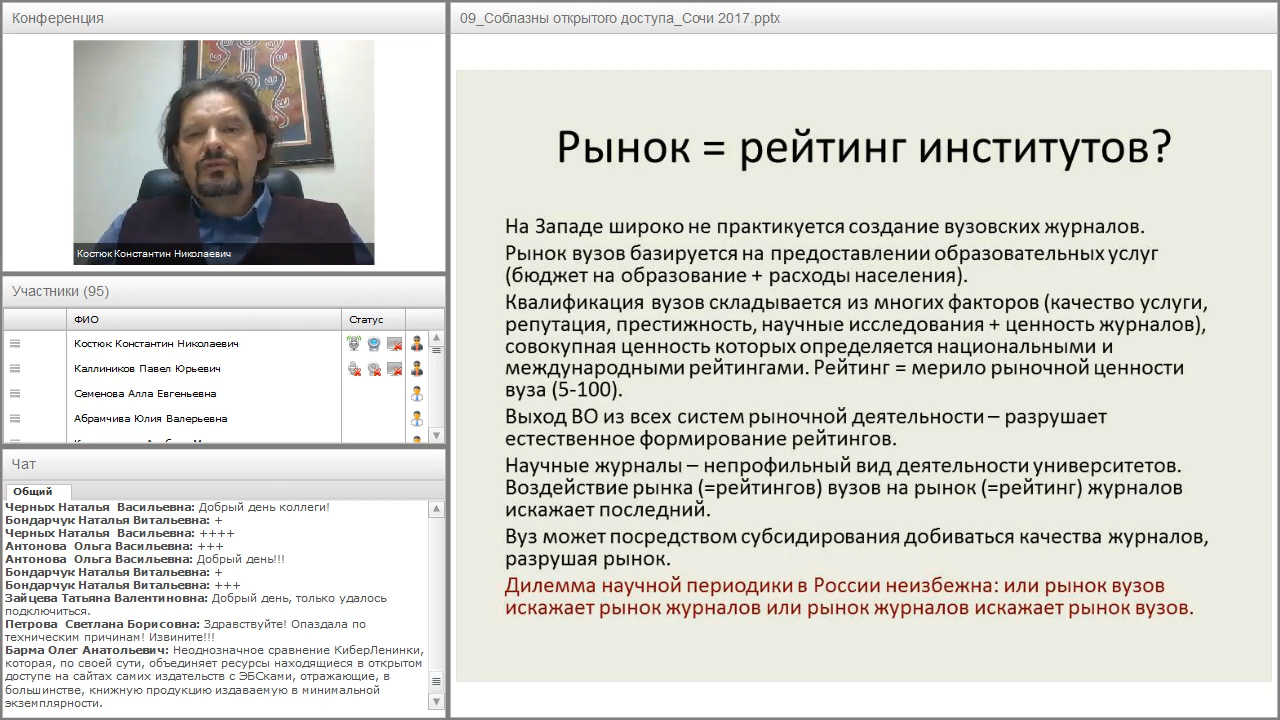 Конференция
Костюк Константин Николаевич
Участники (95)
ФИО
Статус
Костюк Константин Николаевич
Каллиников Павел Юрьевич
Семенова Алла Евгеньевна
Абрамчива Юлия Валерьевна
Чат
Общий
Черных Наталья  Васильевна: Добрый день коллеги!
Бондарчук Наталья Витальевна: +
Черных Наталья  Васильевна: ++++
Антонова  Ольга Васильевна: +++
Антонова  Ольга Васильевна: Добрый день!!!
Бондарчук Наталья Витальевна: +
Бондарчук Наталья Витальевна: +++
Зайцева Татьяна Валентиновна: Добрый день, только удалось
подключиться.
Петрова  Светлана Борисовна: Здравствуйте! Опаздала по
техническим причинам! Извините!!!
Барма Олег Анатольевич: Неоднозначное сравнение КиберЛенинки,
которая, по своей сути, объединяет ресурсы находящиеся в открытом
доступе на сайтах самих издательств с ЭБСками, отражающие, в
большинстве, книжную продукцию издаваемую в минимальной
экземплярности.
09_Соблазны открытого доступа_Сочи 2017.pptx
Рынок = рейтинг институтов?
На Западе широко не практикуется создание вузовских журналов.
Рынок вузов базируется на предоставлении образовательных услуг
(бюджет на образование + расходы населения).
Квалификация вузов складывается из многих факторов (качество услуги,
репутация, престижность, научные исследования + ценность журналов),
совокупная ценность которых определяется национальными и
международными рейтингами. Рейтинг = мерило рыночной ценности
вуза (5-100).
Выход ВО из всех систем рыночной деятельности – разрушает
естественное формирование рейтингов.
Научные журналы – непрофильный вид деятельности университетов.
Воздействие рынка (=рейтингов) вузов на рынок (=рейтинг) журналов
искажает последний.
Вуз может посредством субсидирования добиваться качества журналов,
разрушая рынок.
Дилемма научной периодики в России неизбежна: или рынок вузов
искажает рынок журналов или рынок журналов искажает рынок вузов.